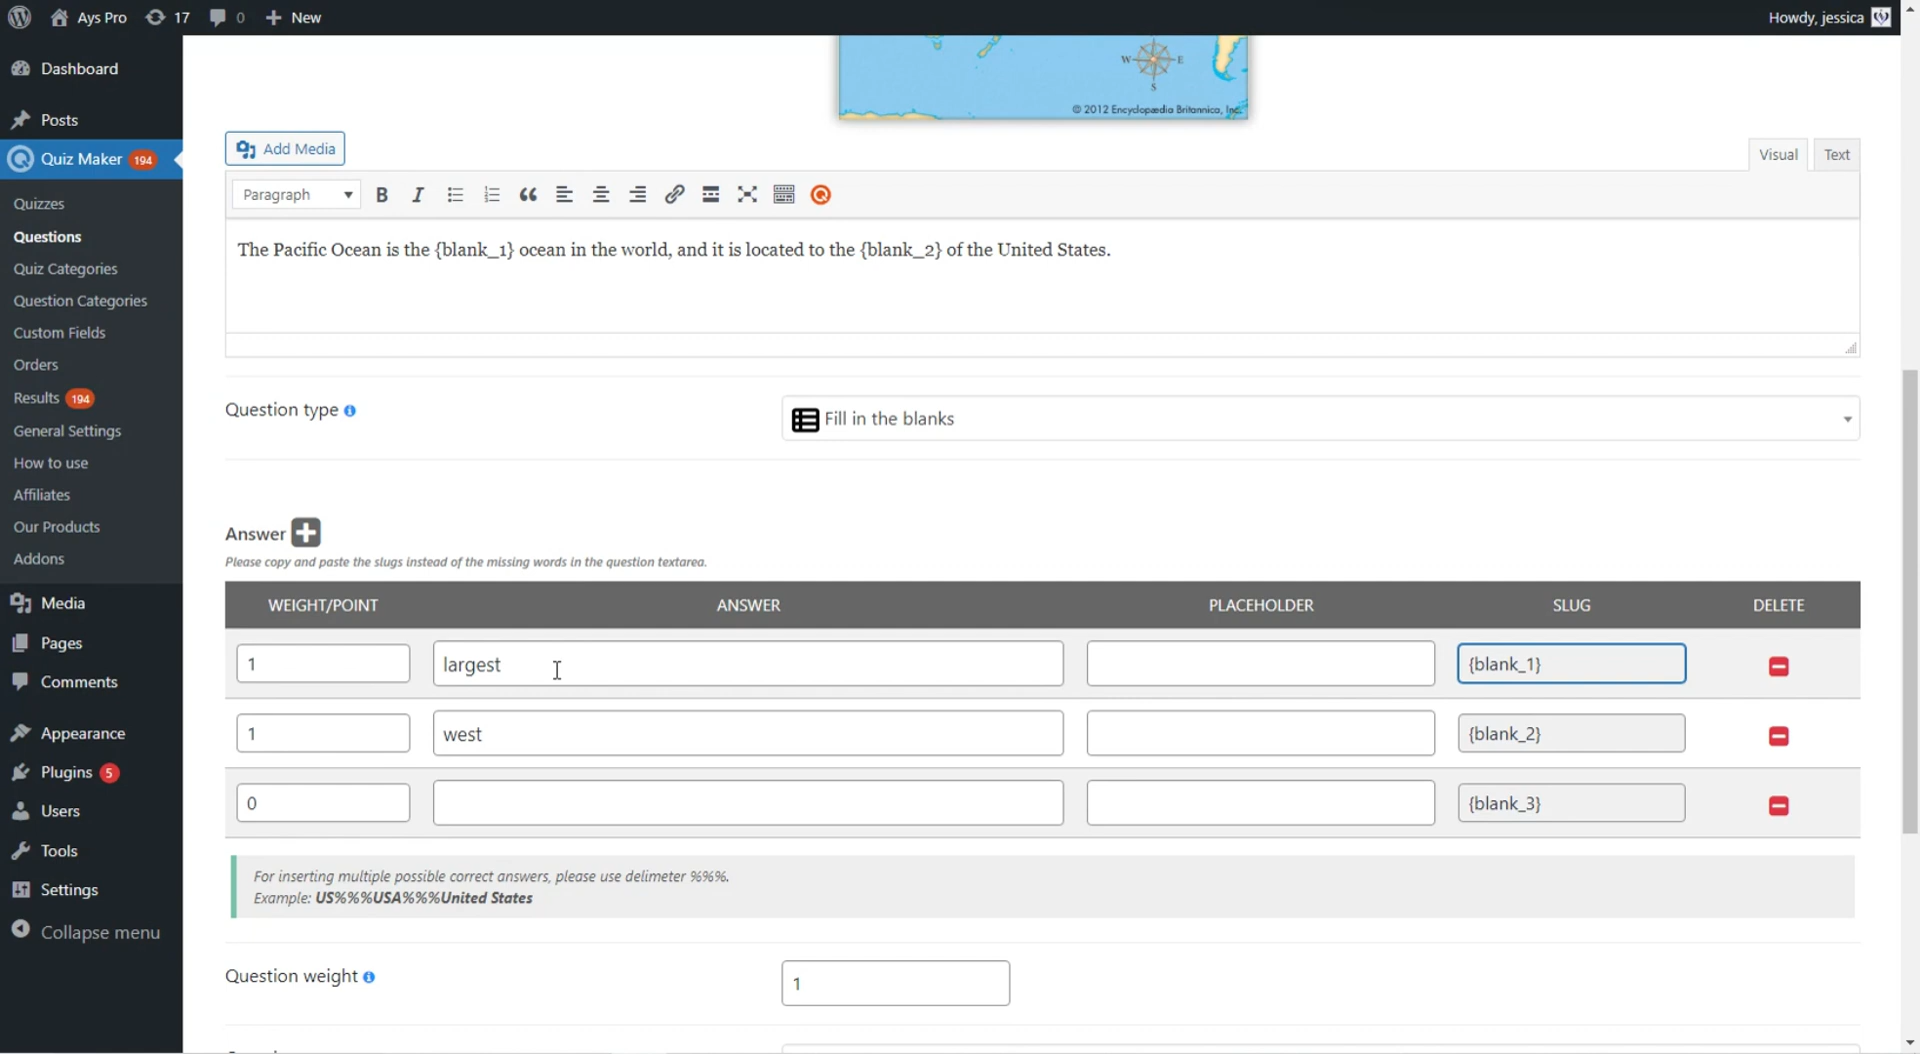 Ays Pro 17 0 New Howdy, jessica
Dashboard
Posts
Quiz Maker 194
Quizzes
Questions
Quiz Categories
Question Categories
Custom Fields
Orders
Results 194
General Settings
How to use
Affiliates
Our Products
Addons
Media
Pages
Comments
Appearance
Plugins 5
Users
Tools
Settings
Collapse menu
W E
S
© 2012 Encyclopædia Britannica, Inc.
Add Media
Visual Text
Paragraph B I
The Pacific Ocean is the {blank_1} ocean in the world, and it is located to the {blank_2} of the United States.
Question type
Fill in the blanks
Answer
Please copy and paste the slugs instead of the missing words in the question textarea.
WEIGHT/POINT ANSWER PLACEHOLDER SLUG DELETE
1 largest {blank_1}
1 west {blank_2}
0 {blank_3}
For inserting multiple possible correct answers, please use delimeter %%%.
Example: US%%%USA%%%United States
Question weight
1